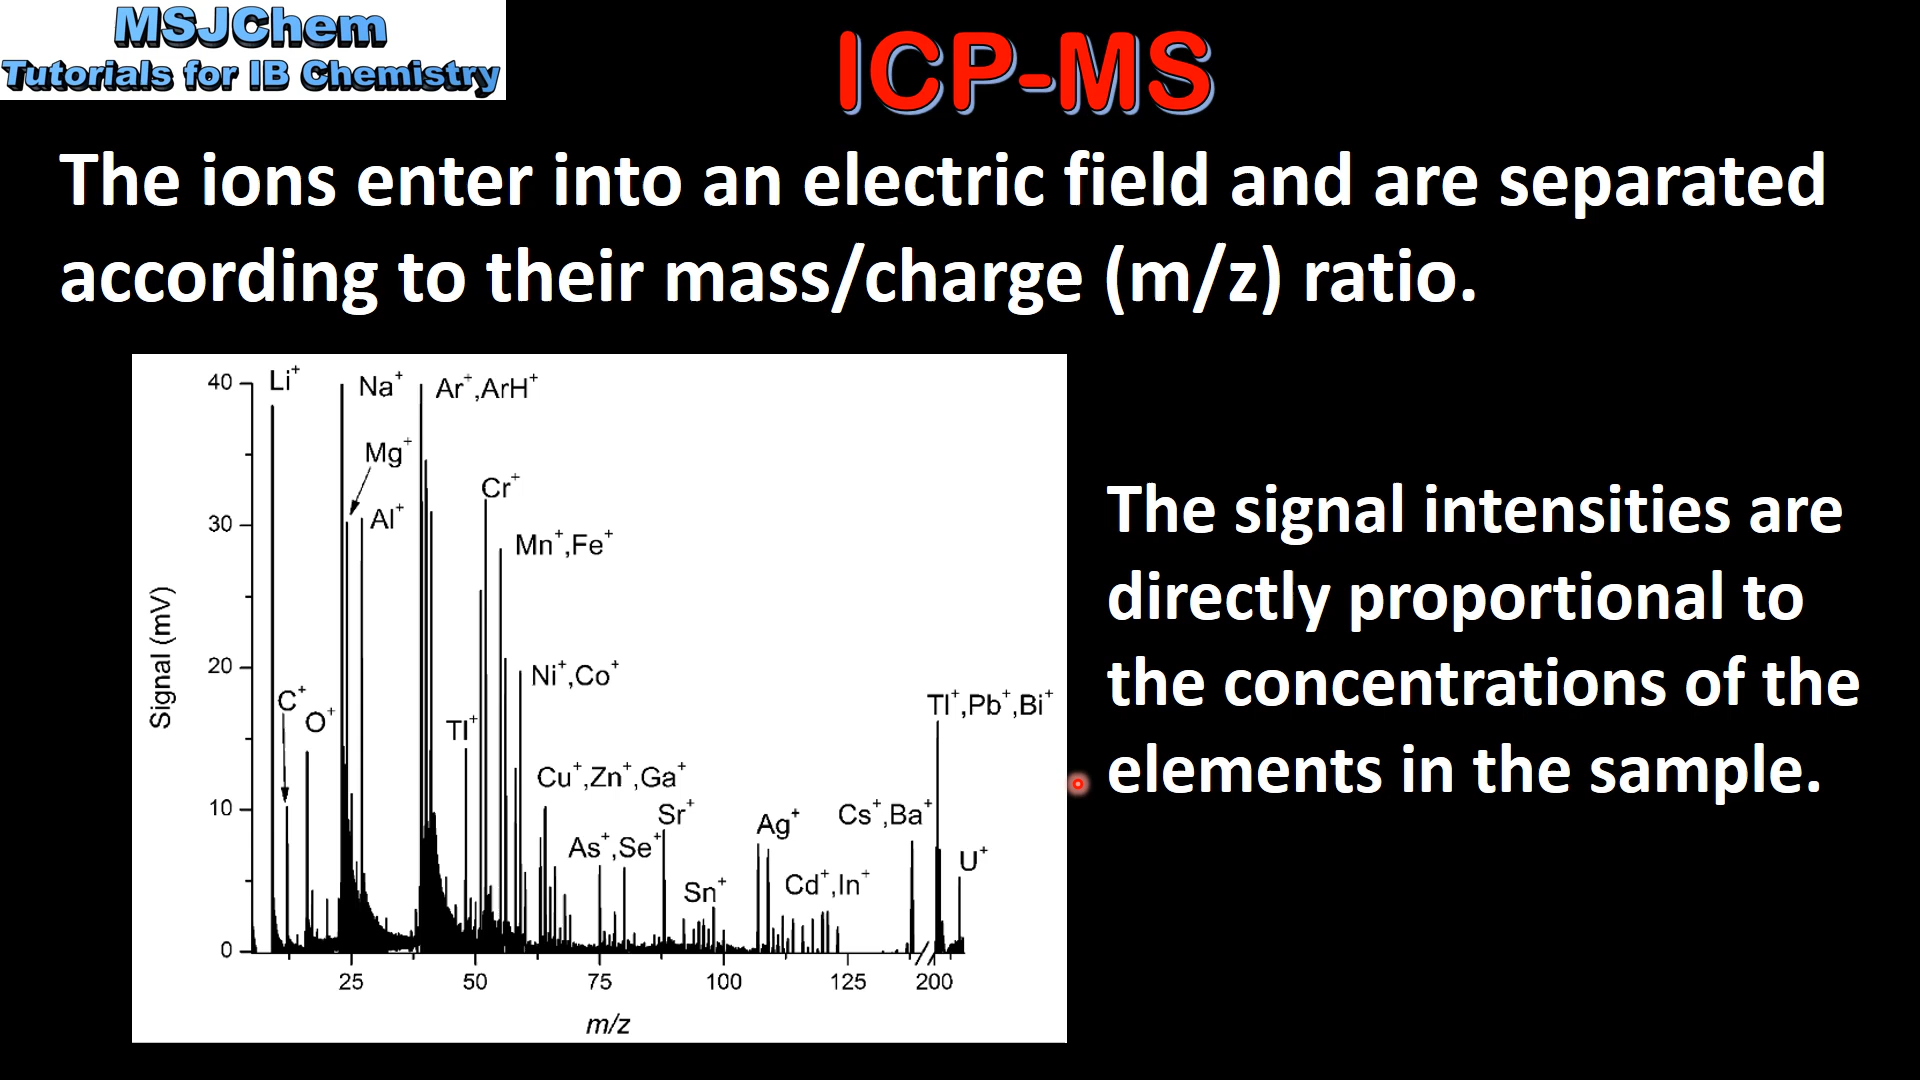 MSJChem
Tutorials for IB Chemistry
ICP-MS
The ions enter into an electric field and are separated
according to their mass/charge (m/z) ratio.
40
30
20
10
0
Signal (mV)
Li⁺
Na⁺
Ar⁺,ArH⁺
Mg⁺
Al⁺
Cr⁺
Mn⁺,Fe⁺
Ni⁺,Co⁺
C⁺
O⁺
Tl⁺
Tl⁺,Pb⁺,Bi⁺
Cu⁺,Zn⁺,Ga⁺
Sr⁺
As⁺,Se⁺
Ag⁺
Cs⁺,Ba⁺
U⁺
Sn⁺
Cd⁺,In⁺
25 50 75 100 125 200
m/z
The signal intensities are
directly proportional to
the concentrations of the
elements in the sample.